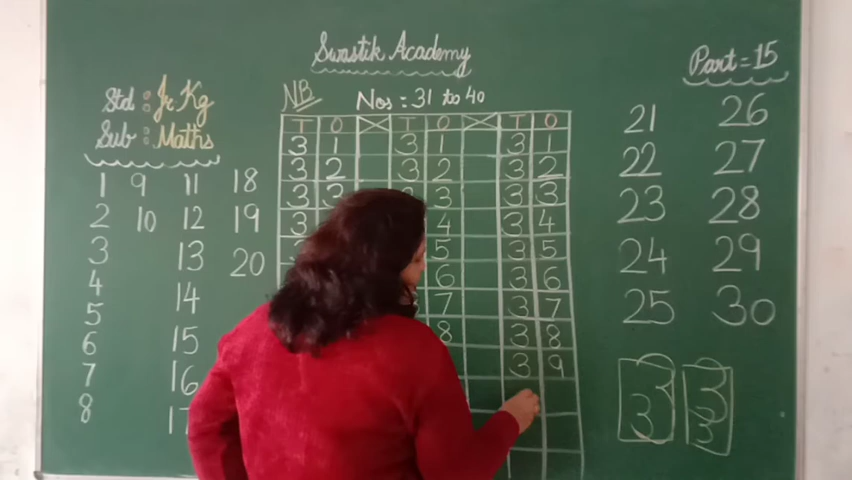 Swastik Academy
Part = 15
Std : Jr Kg
Sub : Maths
NB
Nos = 31 to 40
1 9 11 18
2 10 12 19
3 13 20
4 14
5 15
6 16
7 17
8
T O T O T O
3 1 3 1 3 1
3 2 3 2 3 2
3 3 3 3 3
3 4 3 4
5 3 5
6 3 6
7 3 7
8 3 8
3 9
21 26
22 27
23 28
24 29
25 30
3 3
3 3